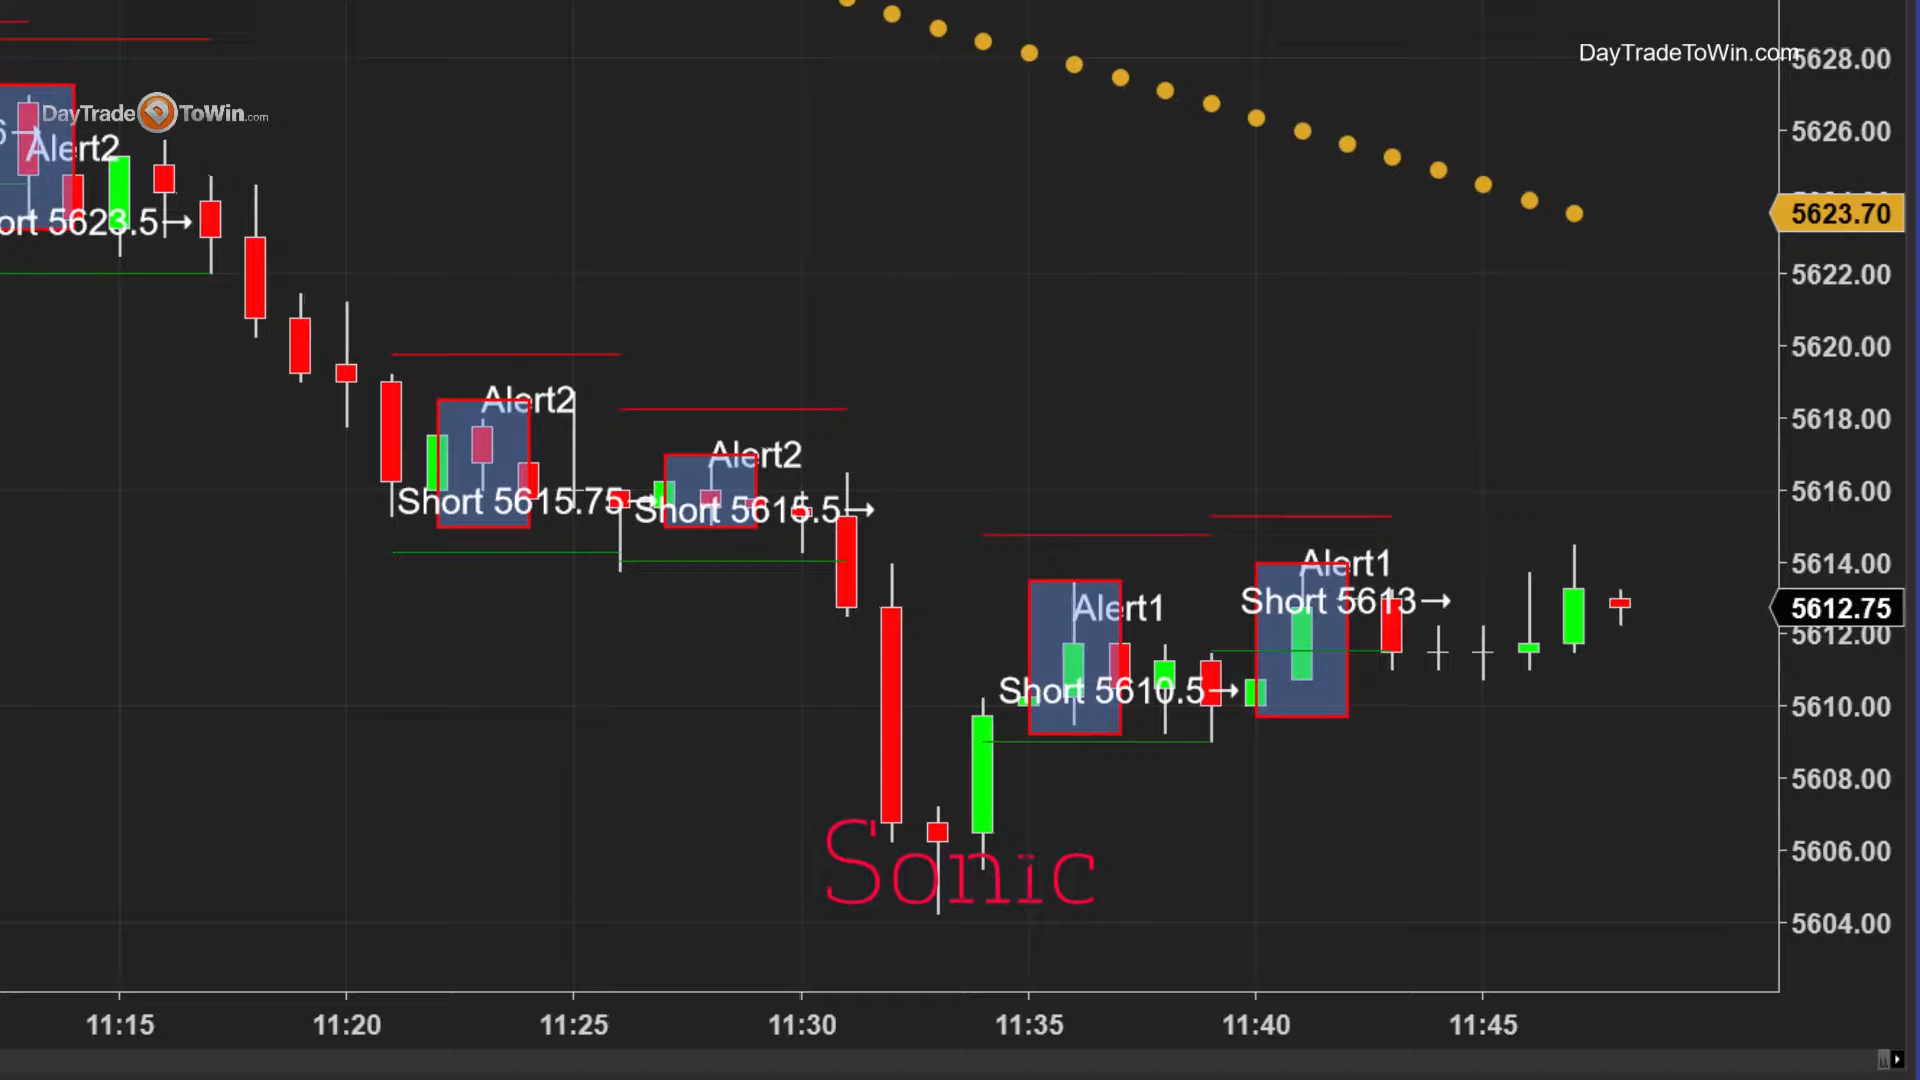 DayTradeToWin.com
5628.00
DayTrade ToWin.com
5626.00
Alert2
Short 5623.5→
5623.70
5622.00
5620.00
Alert2
5618.00
Alert2
5616.00
Short 5615.75→
Short 5615.5→
5614.00
Alert1
Alert1
Short 5613→
5612.75
5612.00
Short 5610.5→
5610.00
5608.00
Sonic
5606.00
5604.00
11:15 11:20 11:25 11:30 11:35 11:40 11:45